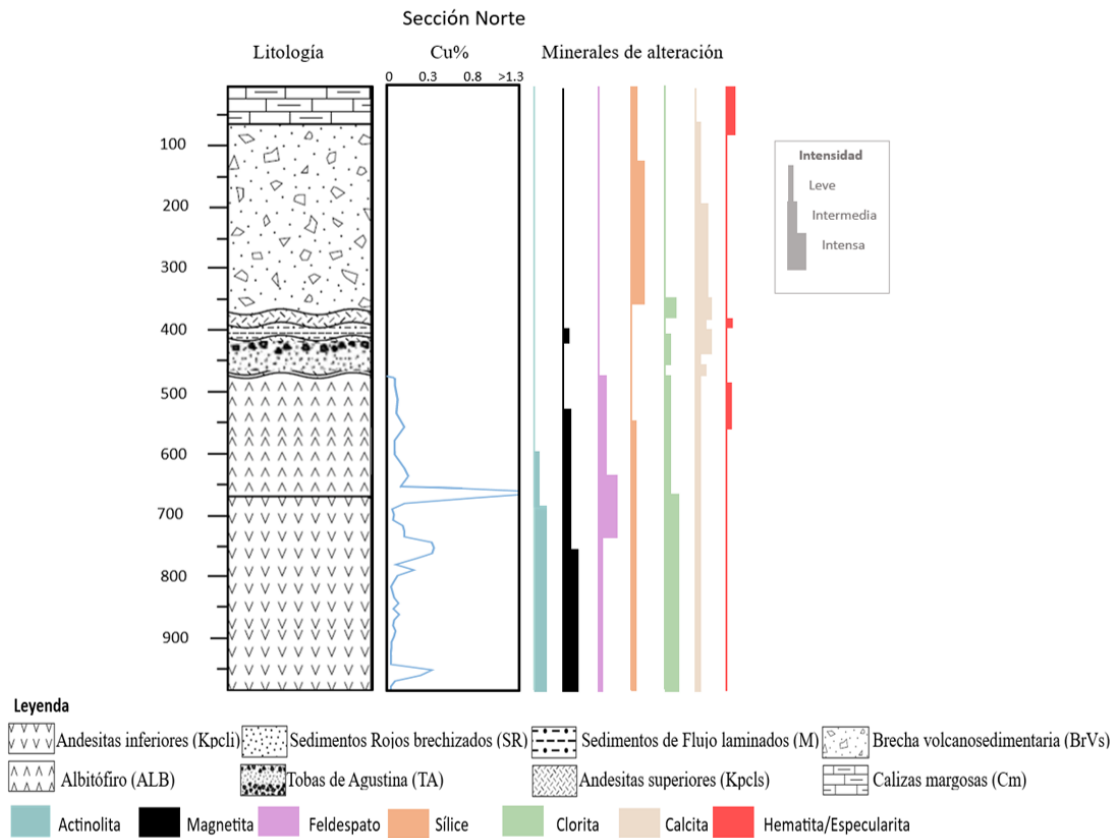 Sección Norte
Litología Cu% Minerales de alteración
0 0.3 0.8 >1.3
100
200
300
400
500
600
700
800
900
Intensidad
Leve
Intermedia
Intensa
Leyenda
Andesitas inferiores (Kpcli) Sedimentos Rojos brechizados (SR) Sedimentos de Flujo laminados (M) Brecha volcanosedimentaria (BrVs)
Albitófiro (ALB) Tobas de Agustina (TA) Andesitas superiores (Kpcls) Calizas margosas (Cm)
Actinolita Magnetita Feldespato Sílice Clorita Calcita Hematita/Especularita